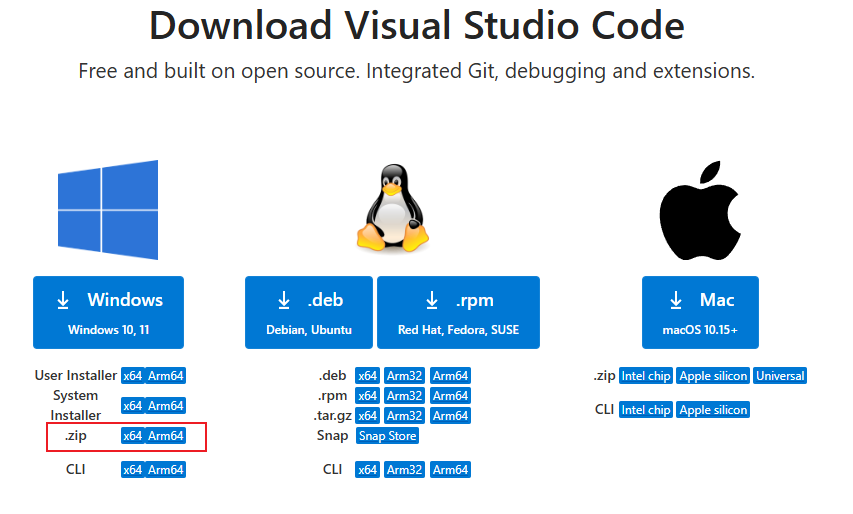 Download Visual Studio Code
Free and built on open source. Integrated Git, debugging and extensions.
Windows
Windows 10, 11
User Installer x64 Arm64
System
Installer x64 Arm64
.zip x64 Arm64
CLI x64 Arm64
.deb
Debian, Ubuntu
.rpm
Red Hat, Fedora, SUSE
.deb x64 Arm32 Arm64
.rpm x64 Arm32 Arm64
.tar.gz x64 Arm32 Arm64
Snap Snap Store
CLI x64 Arm32 Arm64
Mac
macOS 10.15+
.zip Intel chip Apple silicon Universal
CLI Intel chip Apple silicon